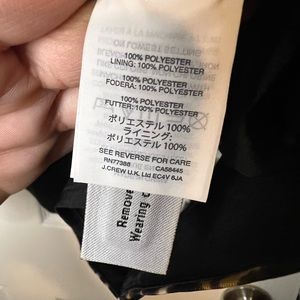 100% POLYESTER
LINING: 100% POLYESTER
100% POLYESTER
FODERA: 100% POLYESTER
100% POLYESTER
FUTTER: 100% POLYESTER
ポリエステル 100%
ライニング:
ポリエステル 100%
SEE REVERSE FOR CARE
RN77388 CA56445
J.CREW U.K. Ltd EC4V 6JA
Remove
Wearing